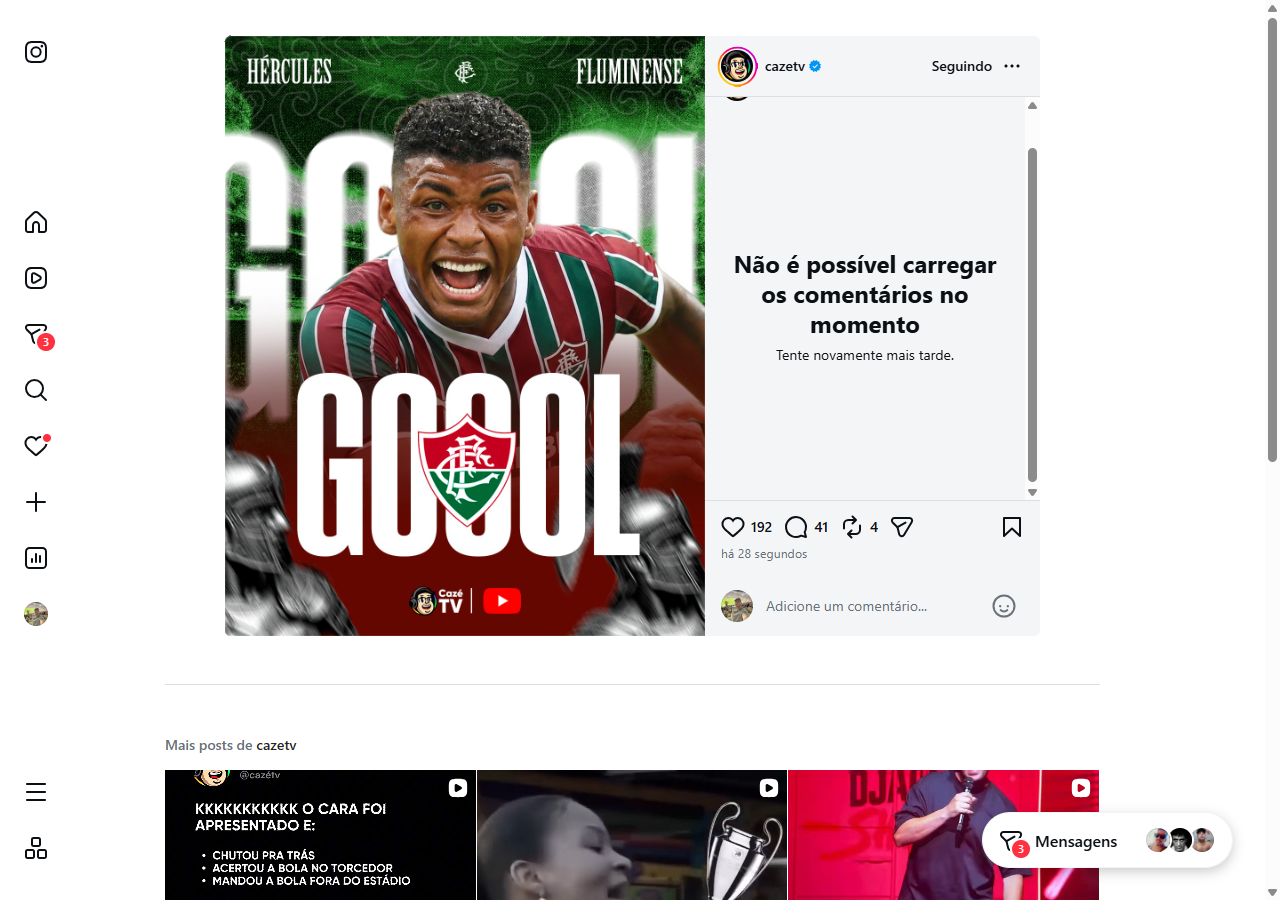 HÉRCULES
FLUMINENSE
GOOOL
GOOOL
Cazé
TV
cazetv
Seguindo
Não é possível carregar
os comentários no
momento
Tente novamente mais tarde.
192
41
4
há 28 segundos
Adicione um comentário...
3
Mais posts de cazetv
@cazétv
KKKKKKKKKKK O CARA FOI
APRESENTADO E:
• CHUTOU PRA TRÁS
• ACERTOU A BOLA NO TORCEDOR
• MANDOU A BOLA FORA DO ESTÁDIO
3
Mensagens